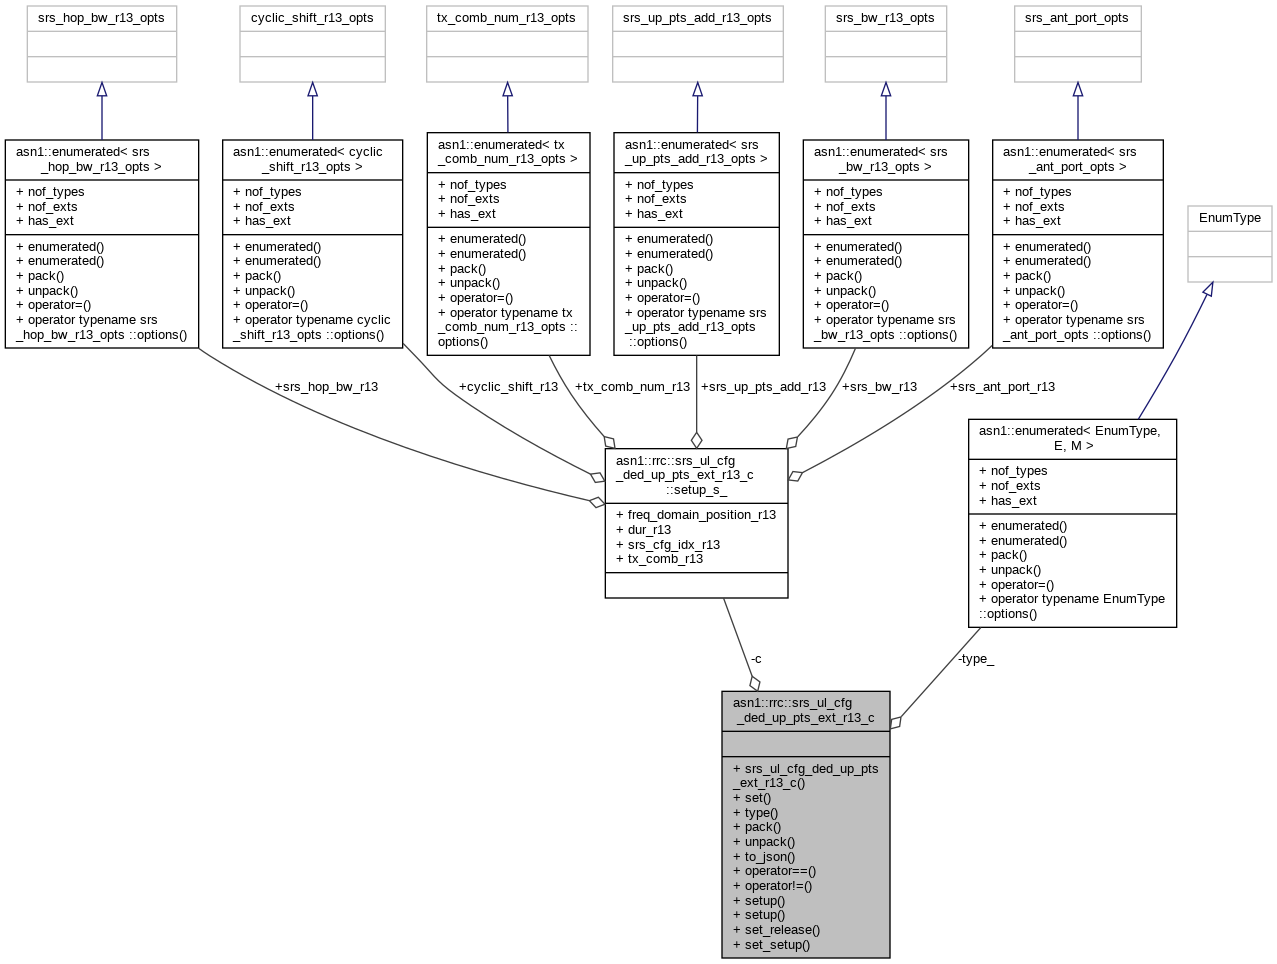 srs_hop_bw_r13_opts
cyclic_shift_r13_opts
tx_comb_num_r13_opts
srs_up_pts_add_r13_opts
srs_bw_r13_opts
srs_ant_port_opts
asn1::enumerated< srs
_hop_bw_r13_opts >
+ nof_types
+ nof_exts
+ has_ext
+ enumerated()
+ enumerated()
+ pack()
+ unpack()
+ operator=()
+ operator typename srs
_hop_bw_r13_opts ::options()
asn1::enumerated< cyclic
_shift_r13_opts >
+ nof_types
+ nof_exts
+ has_ext
+ enumerated()
+ enumerated()
+ pack()
+ unpack()
+ operator=()
+ operator typename cyclic
_shift_r13_opts ::options()
asn1::enumerated< tx
_comb_num_r13_opts >
+ nof_types
+ nof_exts
+ has_ext
+ enumerated()
+ enumerated()
+ pack()
+ unpack()
+ operator=()
+ operator typename tx
_comb_num_r13_opts ::
options()
asn1::enumerated< srs
_up_pts_add_r13_opts >
+ nof_types
+ nof_exts
+ has_ext
+ enumerated()
+ enumerated()
+ pack()
+ unpack()
+ operator=()
+ operator typename srs
_up_pts_add_r13_opts
::options()
asn1::enumerated< srs
_bw_r13_opts >
+ nof_types
+ nof_exts
+ has_ext
+ enumerated()
+ enumerated()
+ pack()
+ unpack()
+ operator=()
+ operator typename srs
_bw_r13_opts ::options()
asn1::enumerated< srs
_ant_port_opts >
+ nof_types
+ nof_exts
+ has_ext
+ enumerated()
+ enumerated()
+ pack()
+ unpack()
+ operator=()
+ operator typename srs
_ant_port_opts ::options()
EnumType
+srs_hop_bw_r13
+cyclic_shift_r13
+tx_comb_num_r13
+srs_up_pts_add_r13
+srs_bw_r13
+srs_ant_port_r13
asn1::rrc::srs_ul_cfg
_ded_up_pts_ext_r13_c
::setup_s_
+ freq_domain_position_r13
+ dur_r13
+ srs_cfg_idx_r13
+ tx_comb_r13
asn1::enumerated< EnumType,
E, M >
+ nof_types
+ nof_exts
+ has_ext
+ enumerated()
+ enumerated()
+ pack()
+ unpack()
+ operator=()
+ operator typename EnumType
::options()
-c
-type_
asn1::rrc::srs_ul_cfg
_ded_up_pts_ext_r13_c
+ srs_ul_cfg_ded_up_pts
_ext_r13_c()
+ set()
+ type()
+ pack()
+ unpack()
+ to_json()
+ operator==()
+ operator!=()
+ setup()
+ setup()
+ set_release()
+ set_setup()